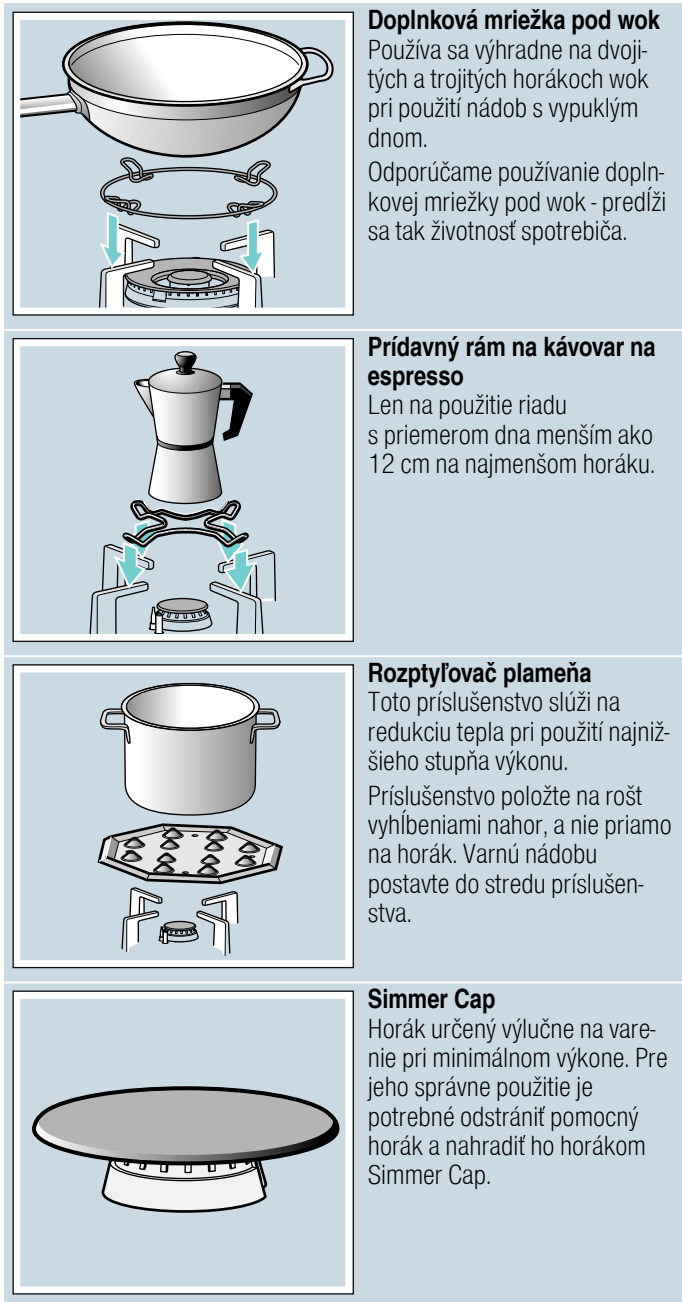 Doplnková mriežka pod wok
Používa sa výhradne na dvoji-
tých a trojitých horákoch wok
pri použití nádob s vypuklým
dnom.
Odporúčame používanie dopln-
kovej mriežky pod wok - predĺži
sa tak životnosť spotrebiča.
Prídavný rám na kávovar na
espresso
Len na použitie riadu
s priemerom dna menším ako
12 cm na najmenšom horáku.
Rozptyľovač plameňa
Toto príslušenstvo slúži na
redukciu tepla pri použití najniž-
šieho stupňa výkonu.
Príslušenstvo položte na rošt
vyhĺbeniami nahor, a nie priamo
na horák. Varnú nádobu
postavte do stredu príslušen-
stva.
Simmer Cap
Horák určený výlučne na vare-
nie pri minimálnom výkone. Pre
jeho správne použitie je
potrebné odstrániť pomocný
horák a nahradiť ho horákom
Simmer Cap.